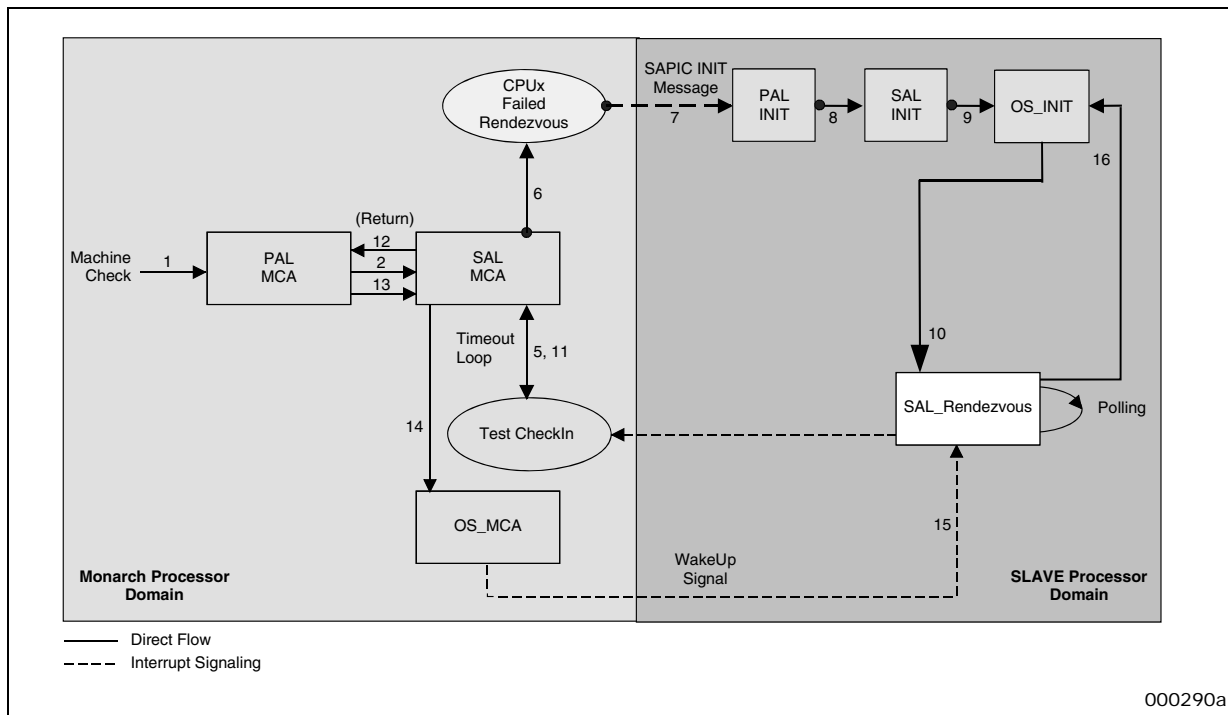 CPUx
Failed
Rendezvous
SAPIC INIT
Message
7
PAL
INIT
8
SAL
INIT
9
OS_INIT
16
6
(Return)
12
Machine
Check
1
PAL
MCA
2
13
SAL
MCA
Timeout
Loop
5, 11
10
SAL_Rendezvous
Polling
14
Test CheckIn
OS_MCA
15
WakeUp
Signal
Monarch Processor
Domain
SLAVE Processor
Domain
Direct Flow
Interrupt Signaling
000290a